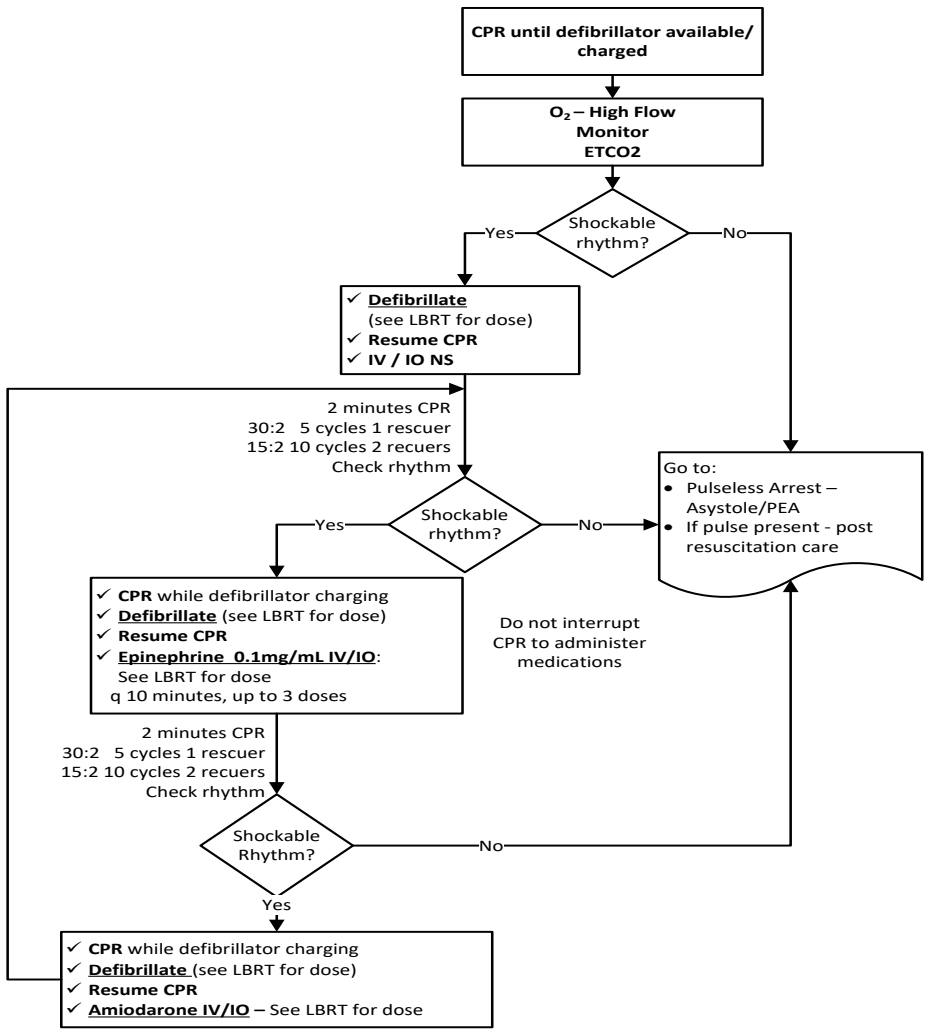 CPR until defibrillator available/
charged
O₂ – High Flow
Monitor
ETCO2
Shockable
rhythm?
Yes
No
✓ Defibrillate
(see LBRT for dose)
✓ Resume CPR
✓ IV / IO NS
2 minutes CPR
30:2 5 cycles 1 rescuer
15:2 10 cycles 2 recuers
Check rhythm
Go to:
• Pulseless Arrest –
Asystole/PEA
• If pulse present - post
resuscitation care
Shockable
rhythm?
Yes
No
✓ CPR while defibrillator charging
✓ Defibrillate (see LBRT for dose)
✓ Resume CPR
✓ Epinephrine 0.1mg/mL IV/IO:
See LBRT for dose
q 10 minutes, up to 3 doses
Do not interrupt
CPR to administer
medications
2 minutes CPR
30:2 5 cycles 1 rescuer
15:2 10 cycles 2 recuers
Check rhythm
Shockable
Rhythm?
No
Yes
✓ CPR while defibrillator charging
✓ Defibrillate (see LBRT for dose)
✓ Resume CPR
✓ Amiodarone IV/IO – See LBRT for dose